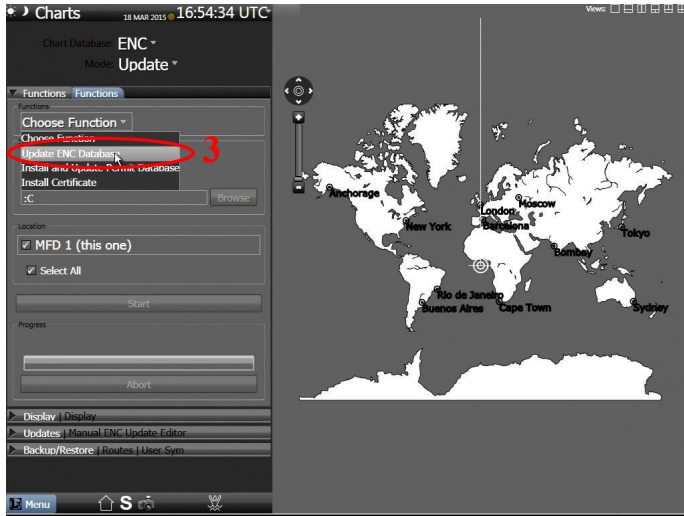 Charts 18 MAR 2015 16:54:34 UTC
Views:
Chart Database: ENC
Mode: Update
Functions Functions
Functions
Choose Function
Choose Function
Update ENC Database
3
Install and Update Permit Database
Install Certificate
:C Browse
Location
MFD 1 (this one)
Select All
Start
Progress
Abort
Display | Display
Updates | Manual ENC Update Editor
Backup/Restore | Routes | User Sym
Menu S
Anchorage
Moscow
London
New York
Barcelona
Tokyo
Bombay
Rio de Janeiro
Buenos Aires
Cape Town
Sydney